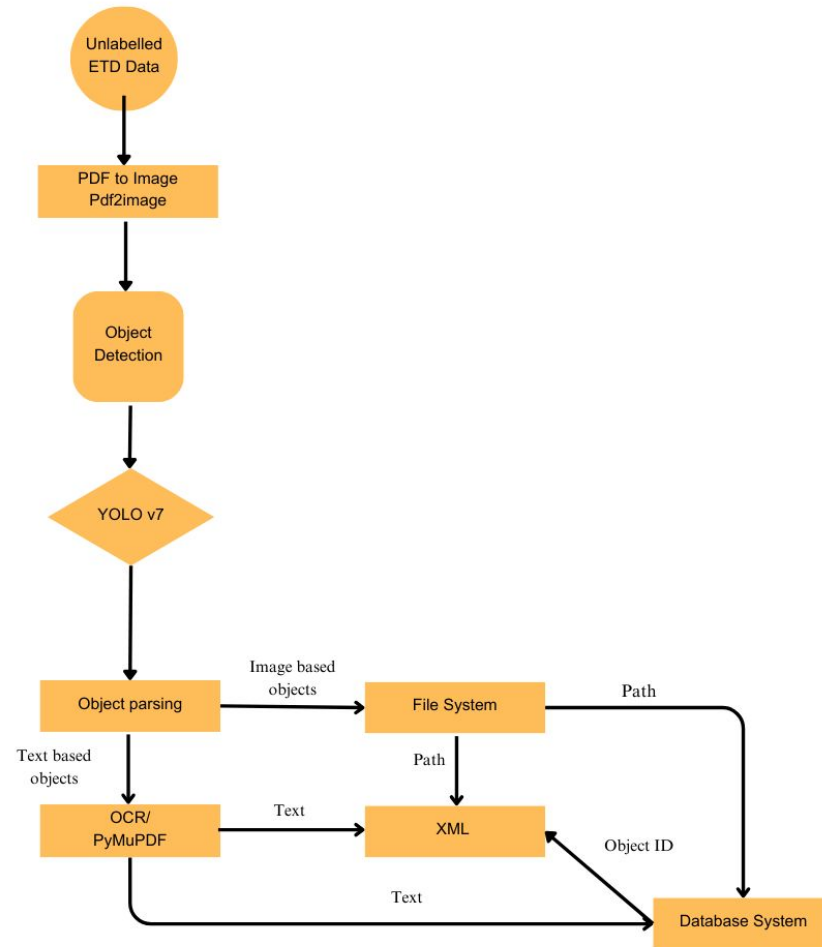 Unlabelled
ETD Data
PDF to Image
Pdf2image
Object
Detection
YOLO v7
Image based
objects
Object parsing
File System
Path
Text based
objects
Path
OCR/
PyMuPDF
Text
XML
Object ID
Text
Database System